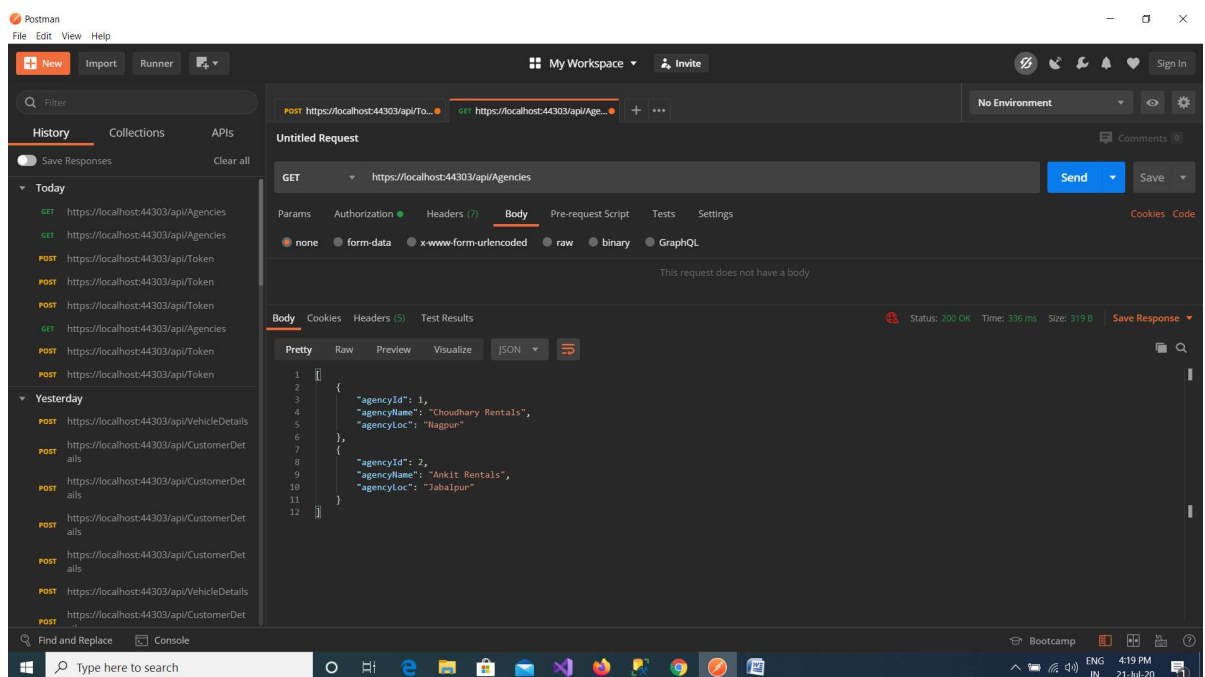 Postman
File Edit View Help
New Import Runner My Workspace Invite Sign In
Filter
History Collections APIs
Save Responses Clear all
Today
GET https://localhost:44303/api/Agencies
GET https://localhost:44303/api/Agencies
POST https://localhost:44303/api/Token
POST https://localhost:44303/api/Token
POST https://localhost:44303/api/Token
GET https://localhost:44303/api/Agencies
POST https://localhost:44303/api/Token
POST https://localhost:44303/api/Token
Yesterday
POST https://localhost:44303/api/VehicleDetails
POST https://localhost:44303/api/CustomerDet
ails
POST https://localhost:44303/api/CustomerDet
ails
POST https://localhost:44303/api/CustomerDet
ails
POST https://localhost:44303/api/CustomerDet
ails
POST https://localhost:44303/api/VehicleDetails
POST https://localhost:44303/api/CustomerDet
POST https://localhost:44303/api/To... GET https://localhost:44303/api/Age... + ••• No Environment
Untitled Request Comments 0
GET https://localhost:44303/api/Agencies Send Save
Params Authorization Headers (7) Body Pre-request Script Tests Settings Cookies Code
none form-data x-www-form-urlencoded raw binary GraphQL
This request does not have a body
Body Cookies Headers (5) Test Results Status: 200 OK Time: 336 ms Size: 319 B Save Response
Pretty Raw Preview Visualize JSON
1 [
2 {
3 "agencyId": 1,
4 "agencyName": "Choudhary Rentals",
5 "agencyLoc": "Nagpur"
6 },
7 {
8 "agencyId": 2,
9 "agencyName": "Ankit Rentals",
10 "agencyLoc": "Jabalpur"
11 }
12 ]
Find and Replace Console Bootcamp
Type here to search ENG 4:19 PM
IN 21-Jul-20